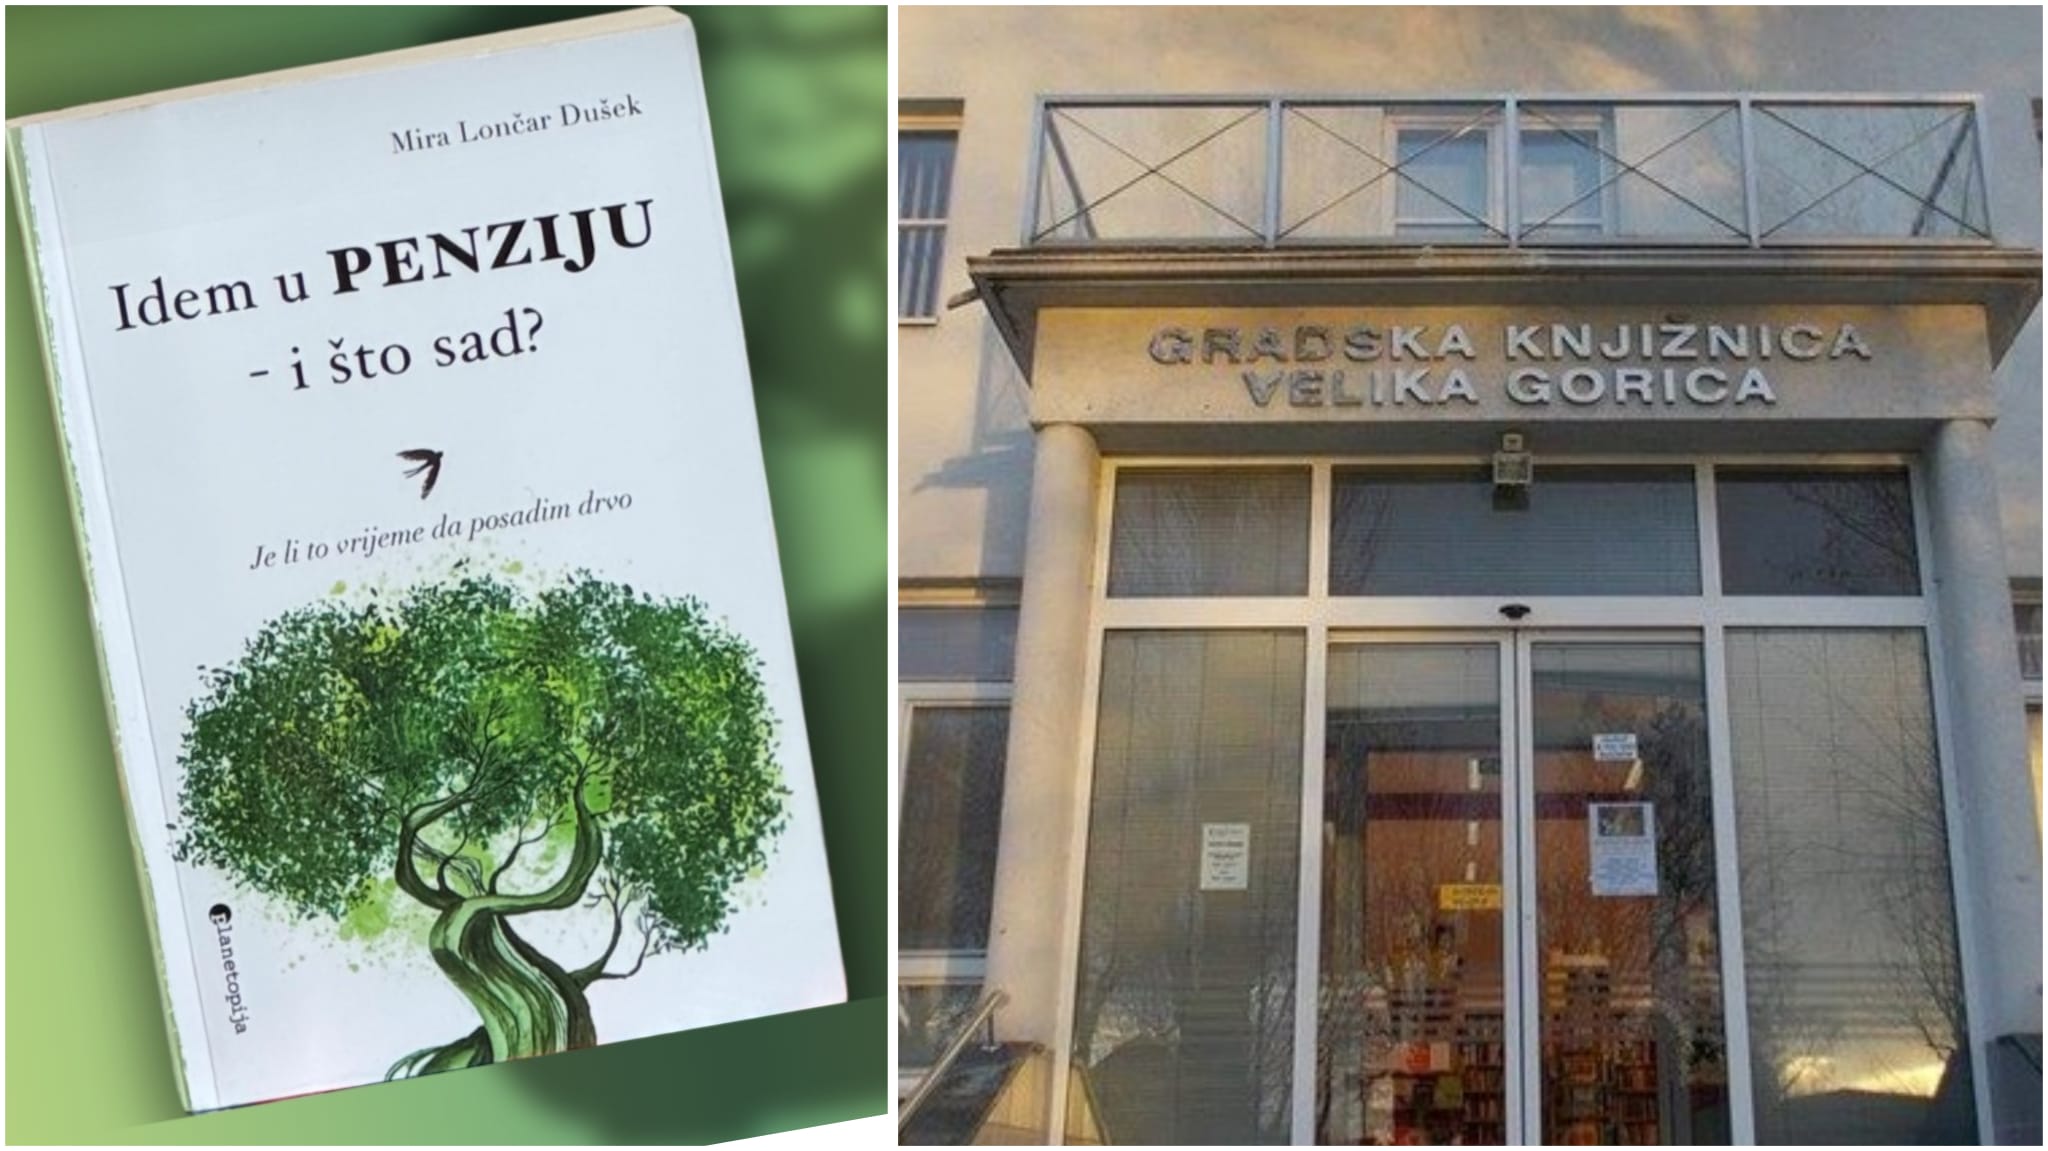 Mira Lončar Dušek
Idem u PENZIJU
- i što sad?
Je li to vrijeme da posadim drvo
planetopija
GRADSKA KNJIŽNICA
VELIKA GORICA